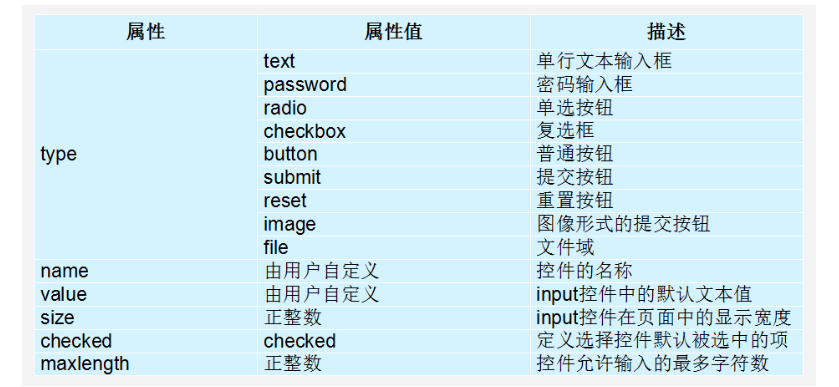 属性 属性值 描述
text 单行文本输入框
password 密码输入框
radio 单选按钮
checkbox 复选框
type button 普通按钮
submit 提交按钮
reset 重置按钮
image 图像形式的提交按钮
file 文件域
name 由用户自定义 控件的名称
value 由用户自定义 input控件中的默认文本值
size 正整数 input控件在页面中的显示宽度
checked checked 定义选择控件默认被选中的项
maxlength 正整数 控件允许输入的最多字符数